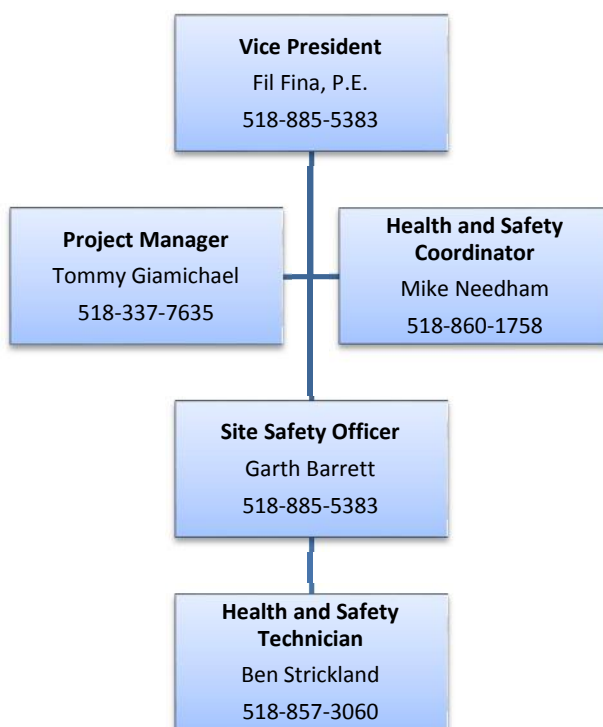 Vice President
Fil Fina, P.E.
518-885-5383
Project Manager
Tommy Giamichael
518-337-7635
Health and Safety
Coordinator
Mike Needham
518-860-1758
Site Safety Officer
Garth Barrett
518-885-5383
Health and Safety
Technician
Ben Strickland
518-857-3060